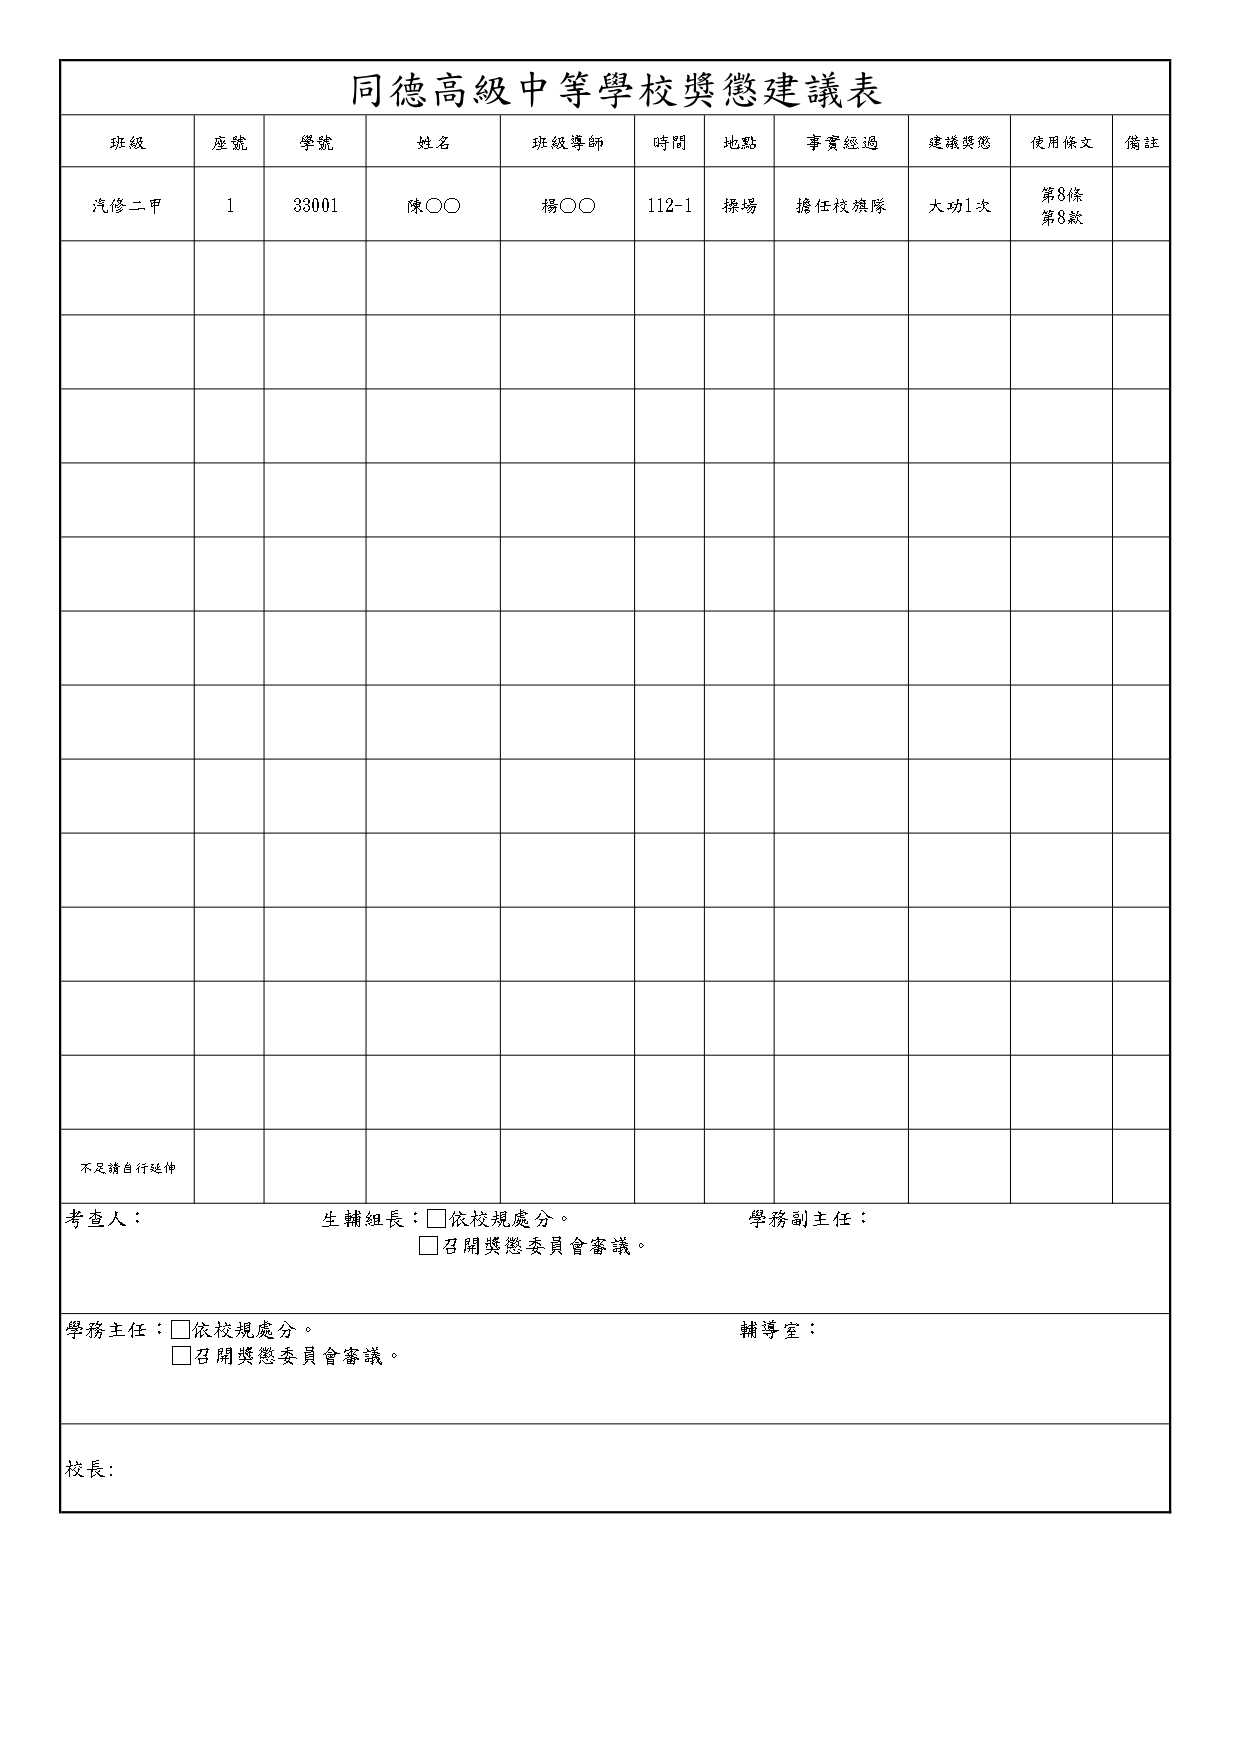 同德高級中等學校獎懲建議表
班級 座號 學號 姓名 班級導師 時間 地點 事實經過 建議獎懲 使用條文 備註
汽修二甲 1 33001 陳○○ 楊○○ 112-1 操場 擔任校旗隊 大功1次 第8條
第8款
不足請自行延伸
考查人： 生輔組長：□依校規處分。 學務副主任：
□召開獎懲委員會審議。
學務主任：□依校規處分。 輔導室：
□召開獎懲委員會審議。
校長: